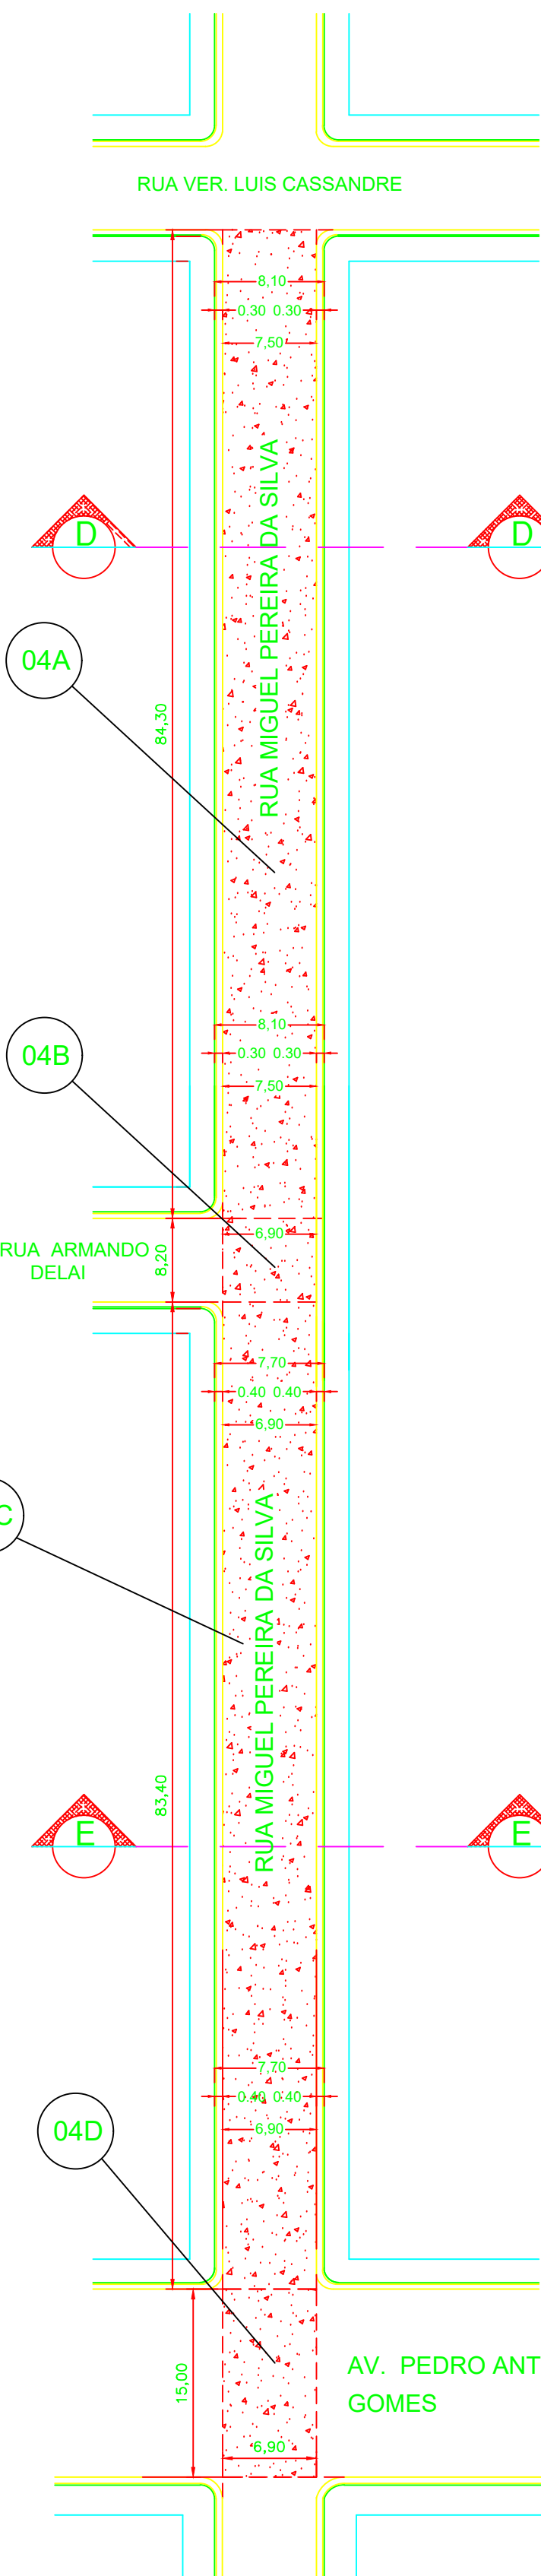 RUA VER. LUIS CASSANDRE
8,10
0.30 0.30
7,50
RUA MIGUEL PEREIRA DA SILVA
D
D
04A
84,30
8,10
04B
0.30 0.30
7,50
6,90
RUA ARMANDO
DELAI
8,20
7,70
0.40 0.40
6,90
C
RUA MIGUEL PEREIRA DA SILVA
83,40
E
E
7,70
0.40 0.40
6,90
04D
AV. PEDRO ANT
GOMES
15,00
6,90